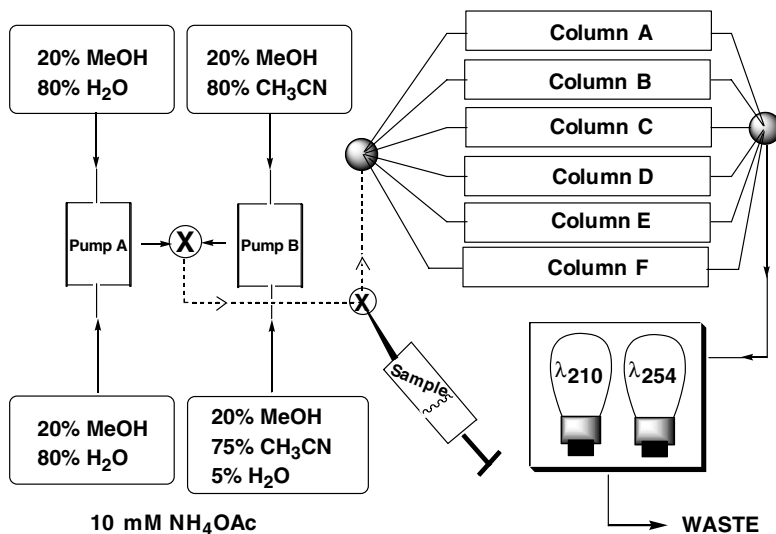 20% MeOH
80% H₂O
20% MeOH
80% CH₃CN
Column A
Column B
Column C
Column D
Column E
Column F
Pump A
X
Pump B
X
Sample
λ210
λ254
20% MeOH
80% H₂O
20% MeOH
75% CH₃CN
5% H₂O
10 mM NH₄OAc
WASTE